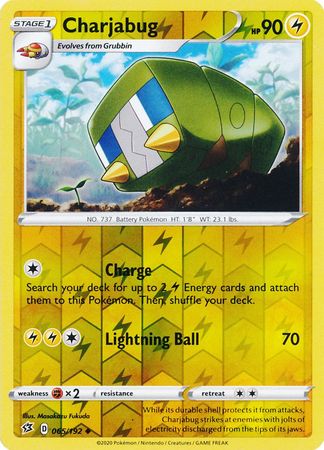 STAGE 1
Charjabug
HP 90
Evolves from Grubbin
NO. 737 Battery Pokémon HT: 1'8" WT: 23.1 lbs.
Charge
Search your deck for up to 2 Energy cards and attach
them to this Pokémon. Then, shuffle your deck.
Lightning Ball 70
weakness ×2 resistance retreat
Illus. Masakazu Fukuda
D 065/192
While its durable shell protects it from attacks,
Charjabug strikes at enemies with jolts of
electricity discharged from the tips of its jaws.
©2020 Pokémon / Nintendo / Creatures / GAME FREAK